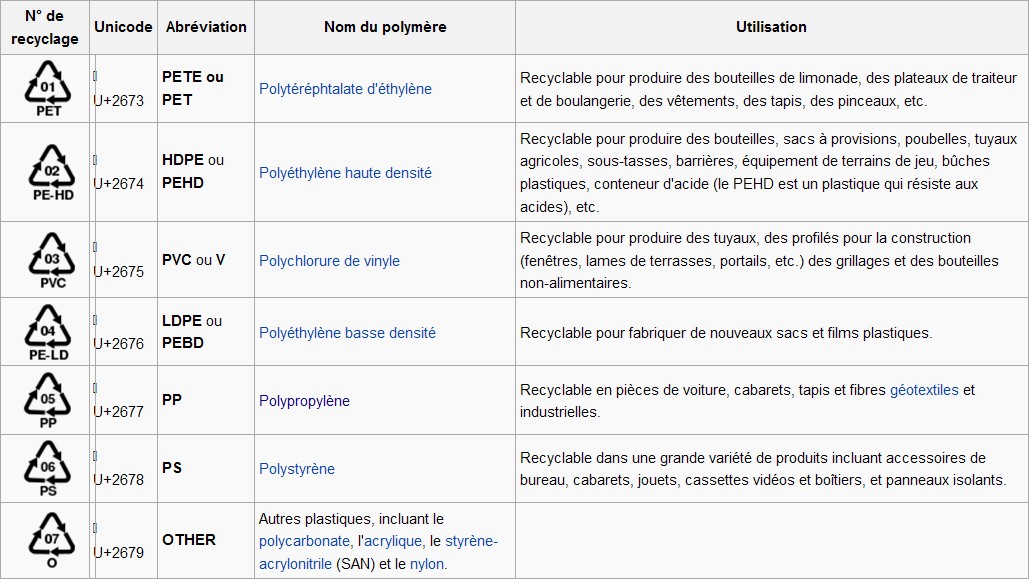 N° de recyclage Unicode Abréviation Nom du polymère Utilisation
01
PET
U+2673
PETE ou
PET
Polytéréphtalate d'éthylène
Recyclable pour produire des bouteilles de limonade, des plateaux de traiteur
et de boulangerie, des vêtements, des tapis, des pinceaux, etc.
02
PE-HD
U+2674
HDPE ou
PEHD
Polyéthylène haute densité
Recyclable pour produire des bouteilles, sacs à provisions, poubelles, tuyaux
agricoles, sous-tasses, barrières, équipement de terrains de jeu, bûches
plastiques, conteneur d'acide (le PEHD est un plastique qui résiste aux
acides), etc.
03
PVC
U+2675
PVC ou V
Polychlorure de vinyle
Recyclable pour produire des tuyaux, des profilés pour la construction
(fenêtres, lames de terrasses, portails, etc.) des grillages et des bouteilles
non-alimentaires.
04
PE-LD
U+2676
LDPE ou
PEBD
Polyéthylène basse densité
Recyclable pour fabriquer de nouveaux sacs et films plastiques.
05
PP
U+2677
PP
Polypropylène
Recyclable en pièces de voiture, cabarets, tapis et fibres géotextiles et
industrielles.
06
PS
U+2678
PS
Polystyrène
Recyclable dans une grande variété de produits incluant accessoires de
bureau, cabarets, jouets, cassettes vidéos et boîtiers, et panneaux isolants.
07
O
U+2679
OTHER
Autres plastiques, incluant le
polycarbonate, l'acrylique, le styrène-
acrylonitrile (SAN) et le nylon.